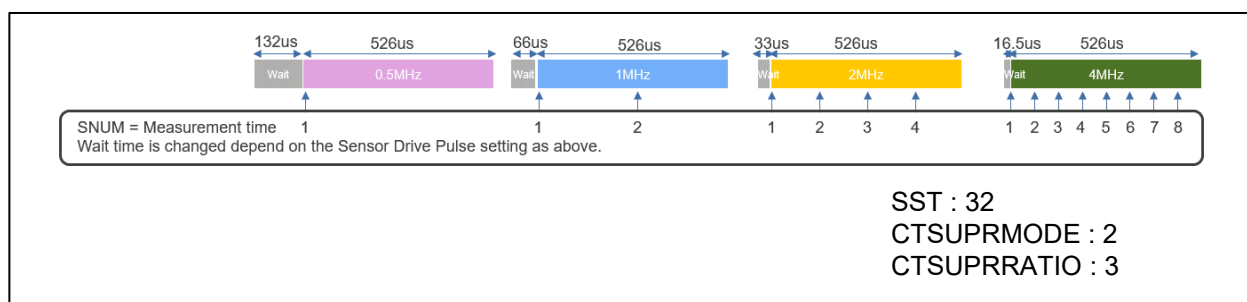 132us 526us 66us 526us 33us 526us 16.5us 526us
Wait 0.5MHz Wait 1MHz Wait 2MHz Wait 4MHz
SNUM = Measurement time 1 1 2 1 2 3 4 1 2 3 4 5 6 7 8
Wait time is changed depend on the Sensor Drive Pulse setting as above.
SST : 32
CTSUPRMODE : 2
CTSUPRRATIO : 3